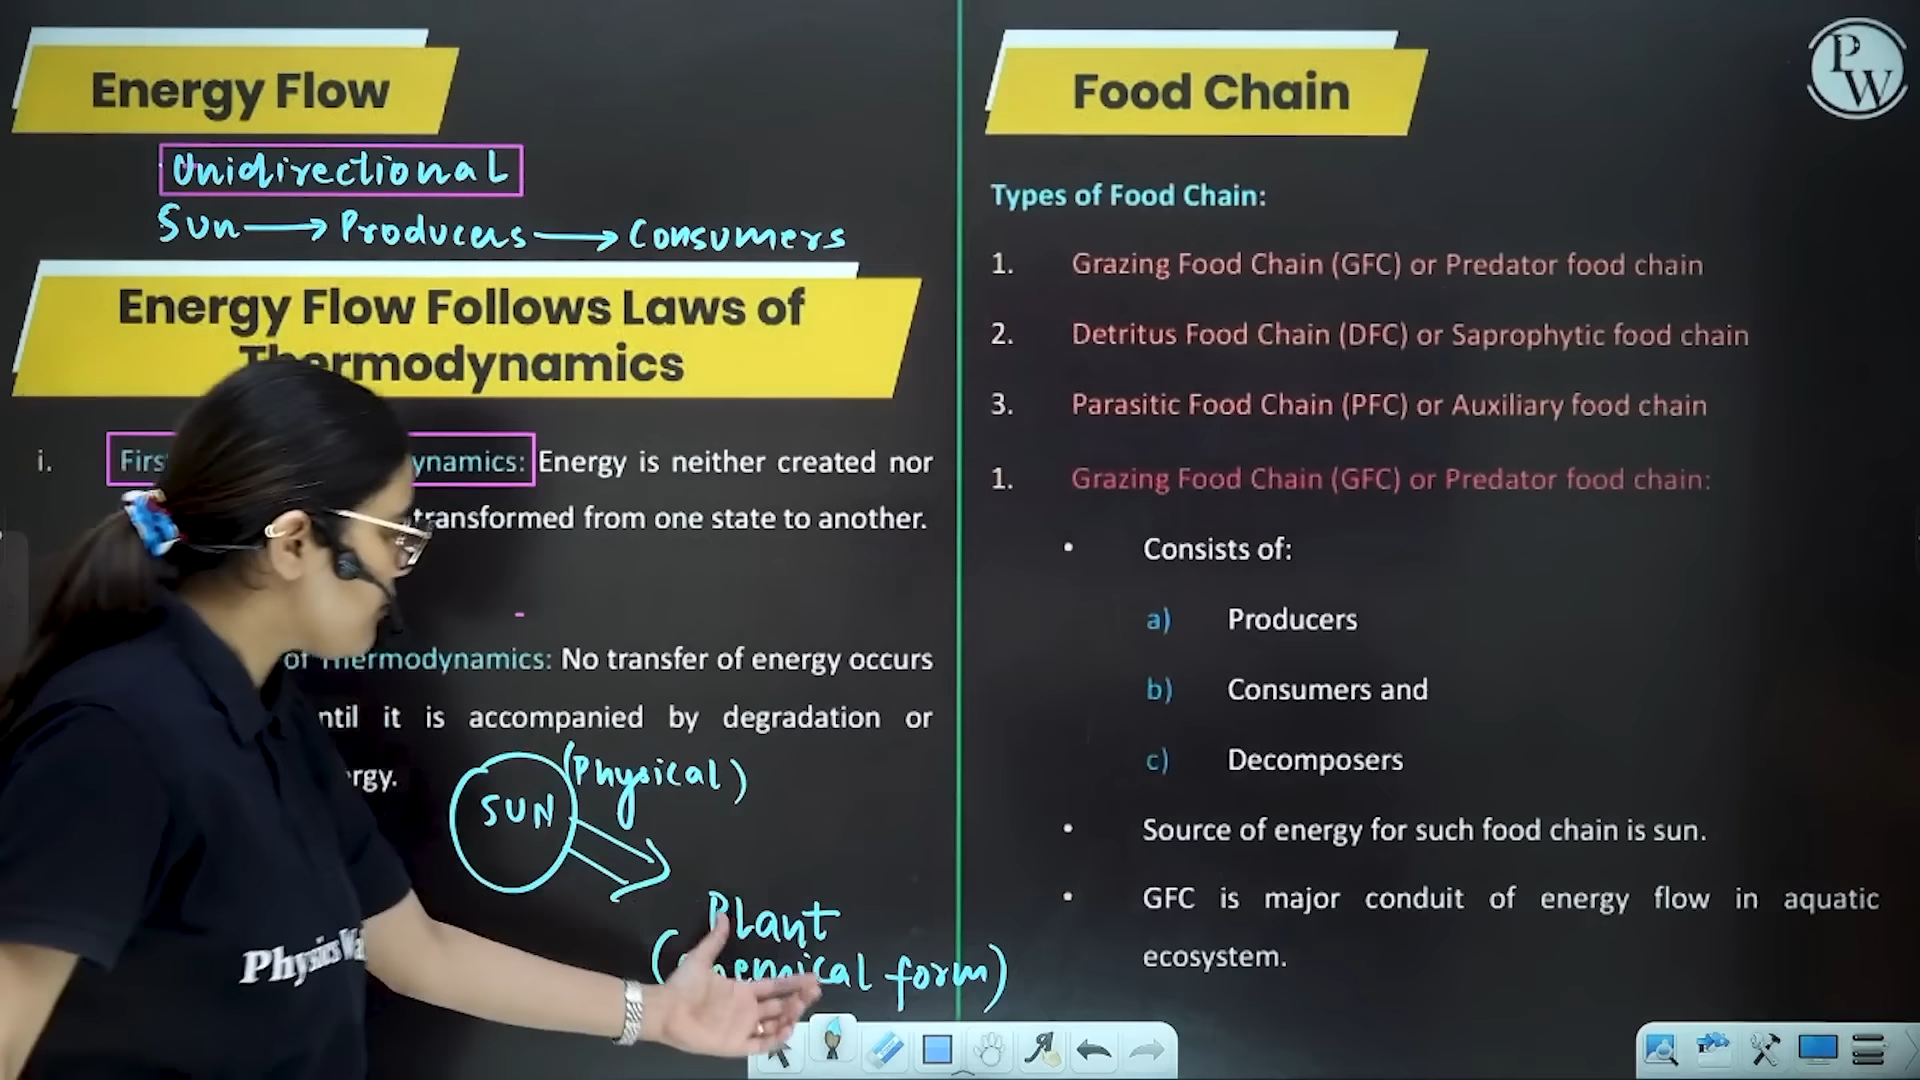 Energy Flow
Unidirectional
Sun → Producers → Consumers
Energy Flow Follows Laws of
Thermodynamics
i. Firs ynamics: Energy is neither created nor
transformed from one state to another.
of Thermodynamics: No transfer of energy occurs
ntil it is accompanied by degradation or
rgy.
SUN
(Physical)
Plant
(chemical form)
Physics Wa
PW
Food Chain
Types of Food Chain:
1. Grazing Food Chain (GFC) or Predator food chain
2. Detritus Food Chain (DFC) or Saprophytic food chain
3. Parasitic Food Chain (PFC) or Auxiliary food chain
1. Grazing Food Chain (GFC) or Predator food chain:
• Consists of:
a) Producers
b) Consumers and
c) Decomposers
• Source of energy for such food chain is sun.
• GFC is major conduit of energy flow in aquatic
ecosystem.